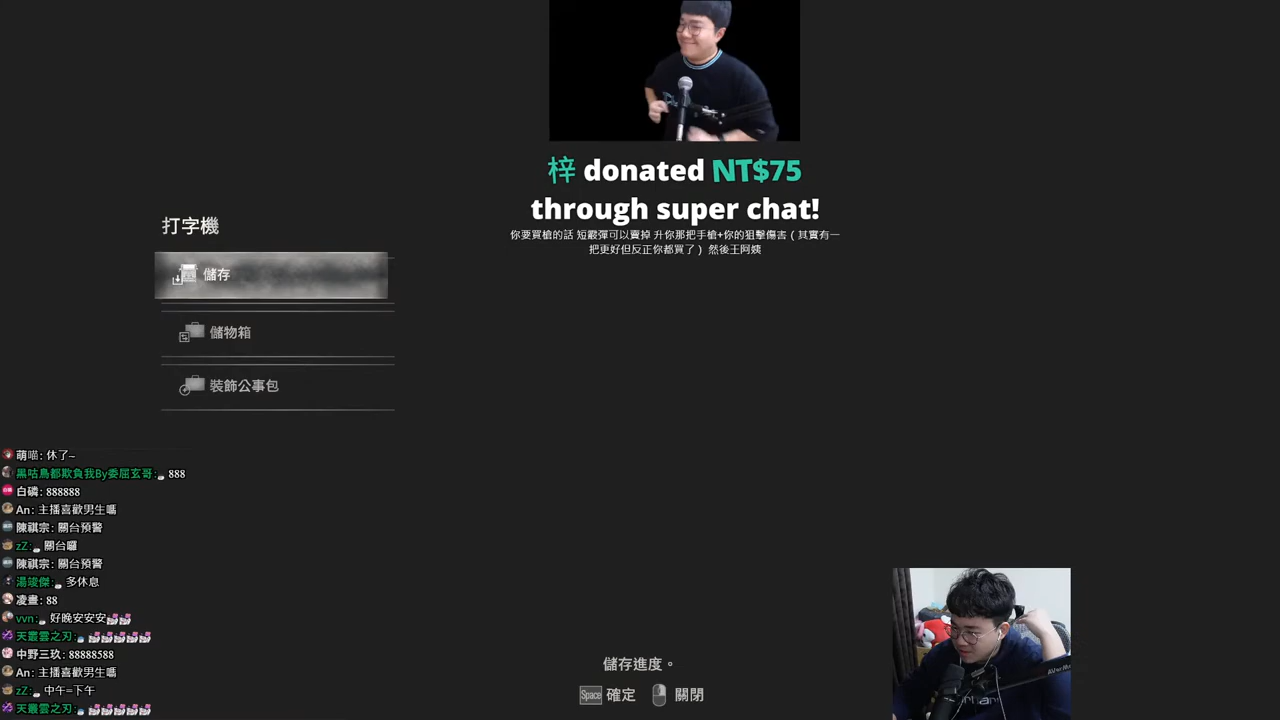 梓 donated NT$75
through super chat!
你要買槍的話 短霰彈可以賣掉 升你那把手槍+你的狙擊傷害（其實有一
把更好但反正你都買了） 然後王阿姨
打字機
儲存
儲物箱
裝飾公事包
萌喵: 休了~
黑咕鳥都欺負我By委屈玄哥: 888
白磷: 888888
An: 主播喜歡男生嗎
陳祺宗: 關台預警
zZ: 關台囉
陳祺宗: 關台預警
湯竣傑: 多休息
凌晝: 88
vvn: 好晚安安安
天叢雲之刃:
中野三玖: 88888588
An: 主播喜歡男生嗎
zZ: 中午=下午
天叢雲之刃:
儲存進度。
Space 確定 關閉